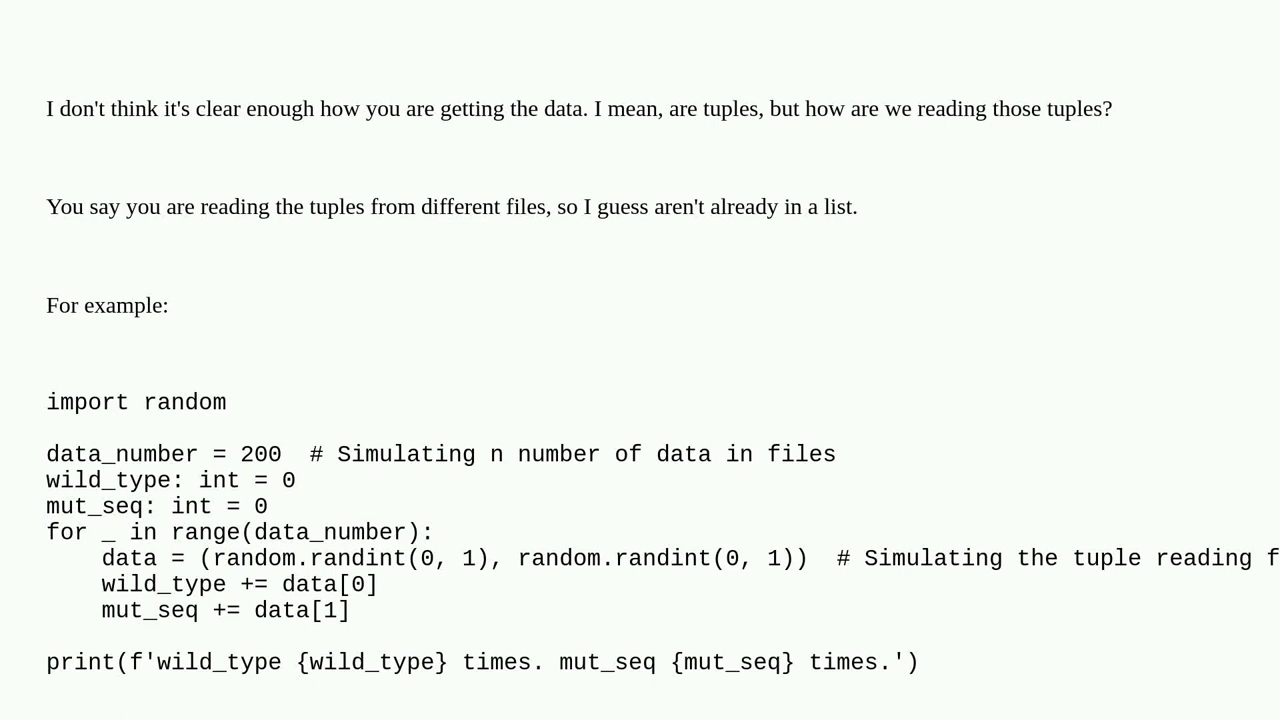 I don't think it's clear enough how you are getting the data. I mean, are tuples, but how are we reading those tuples?
You say you are reading the tuples from different files, so I guess aren't already in a list.
For example:
import random
data_number = 200  # Simulating n number of data in files
wild_type: int = 0
mut_seq: int = 0
for _ in range(data_number):
    data = (random.randint(0, 1), random.randint(0, 1))  # Simulating the tuple reading
    wild_type += data[0]
    mut_seq += data[1]
print(f'wild_type {wild_type} times. mut_seq {mut_seq} times.')